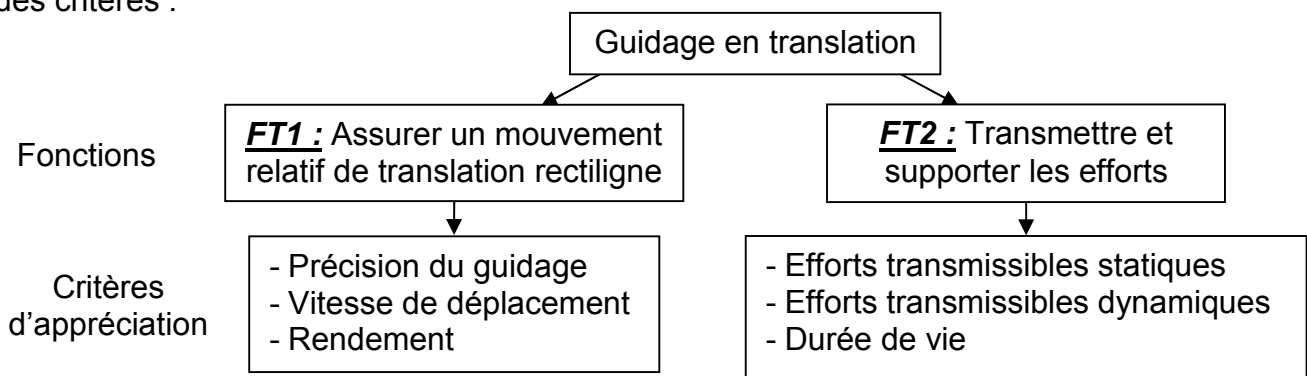 des critères :
Guidage en translation
Fonctions
FT1 : Assurer un mouvement
relatif de translation rectiligne
FT2 : Transmettre et
supporter les efforts
Critères
d'appréciation
- Précision du guidage
- Vitesse de déplacement
- Rendement
- Efforts transmissibles statiques
- Efforts transmissibles dynamiques
- Durée de vie